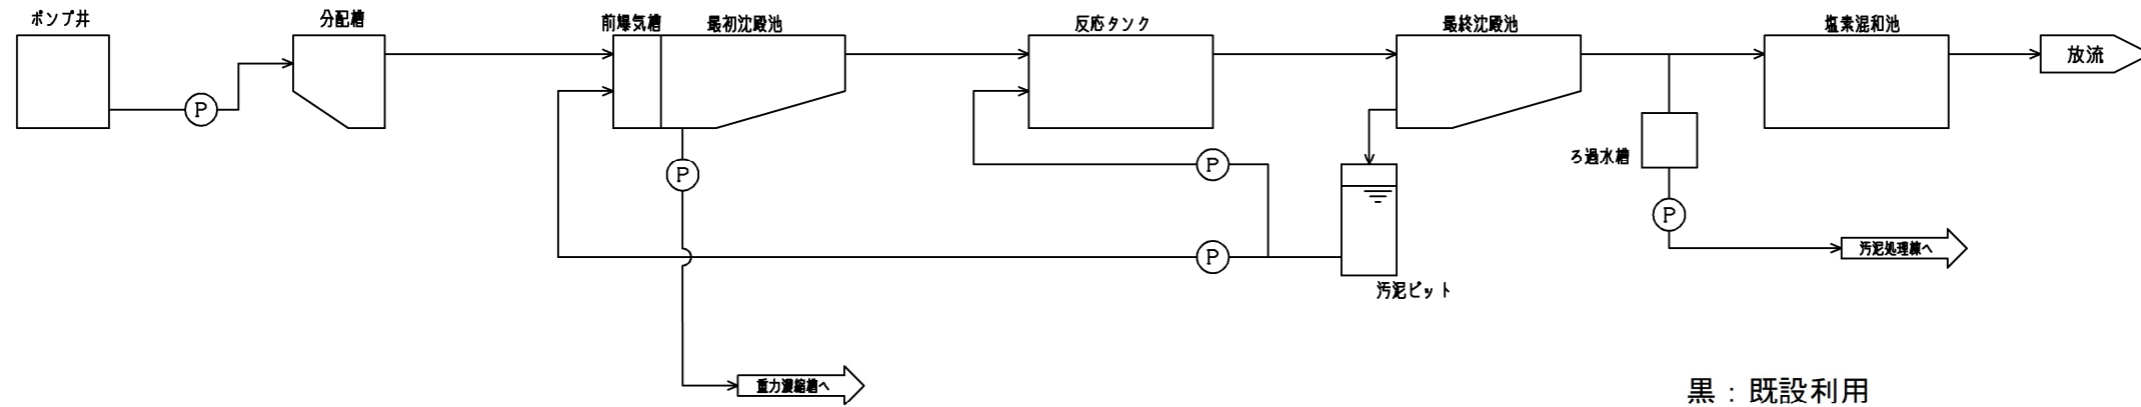 ポンプ井
分配槽
前爆気槽
最初沈殿池
反応タンク
最終沈殿池
塩素混和池
放流
P
P
P
P
P
ろ過水槽
汚泥処理棟へ
汚泥ピット
重力濃縮槽へ
黒：既設利用